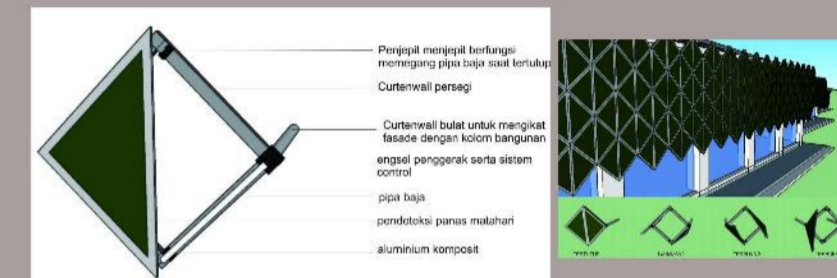 Penjepil menjepil berfungsi
memegang pipa baja saat tertutup
Curtenwall persegi
Curtenwall bulat untuk mengikat
fasade dengan kolom bangunan
engsel penggerak serta sistem
control
pipa baja
pendeteksi panas matahari
aluminium komposit